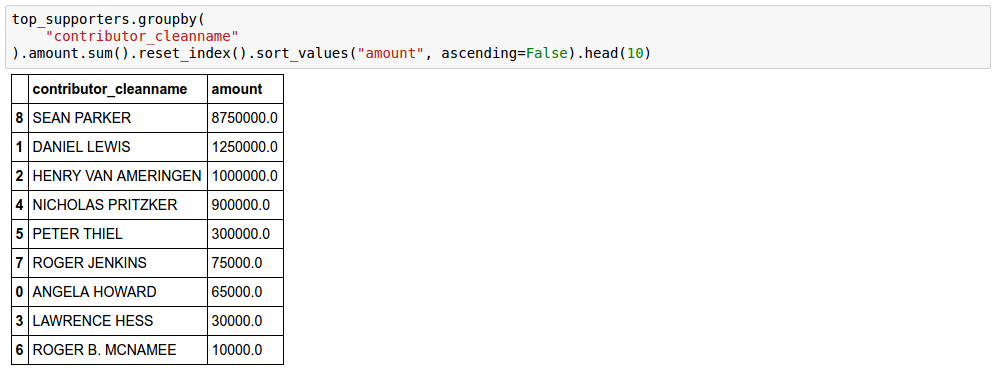 top_supporters.groupby(
    "contributor_cleanname"
).amount.sum().reset_index().sort_values("amount", ascending=False).head(10)
contributor_cleanname amount
8 SEAN PARKER 8750000.0
1 DANIEL LEWIS 1250000.0
2 HENRY VAN AMERINGEN 1000000.0
4 NICHOLAS PRITZKER 900000.0
5 PETER THIEL 300000.0
7 ROGER JENKINS 75000.0
0 ANGELA HOWARD 65000.0
3 LAWRENCE HESS 30000.0
6 ROGER B. MCNAMEE 10000.0